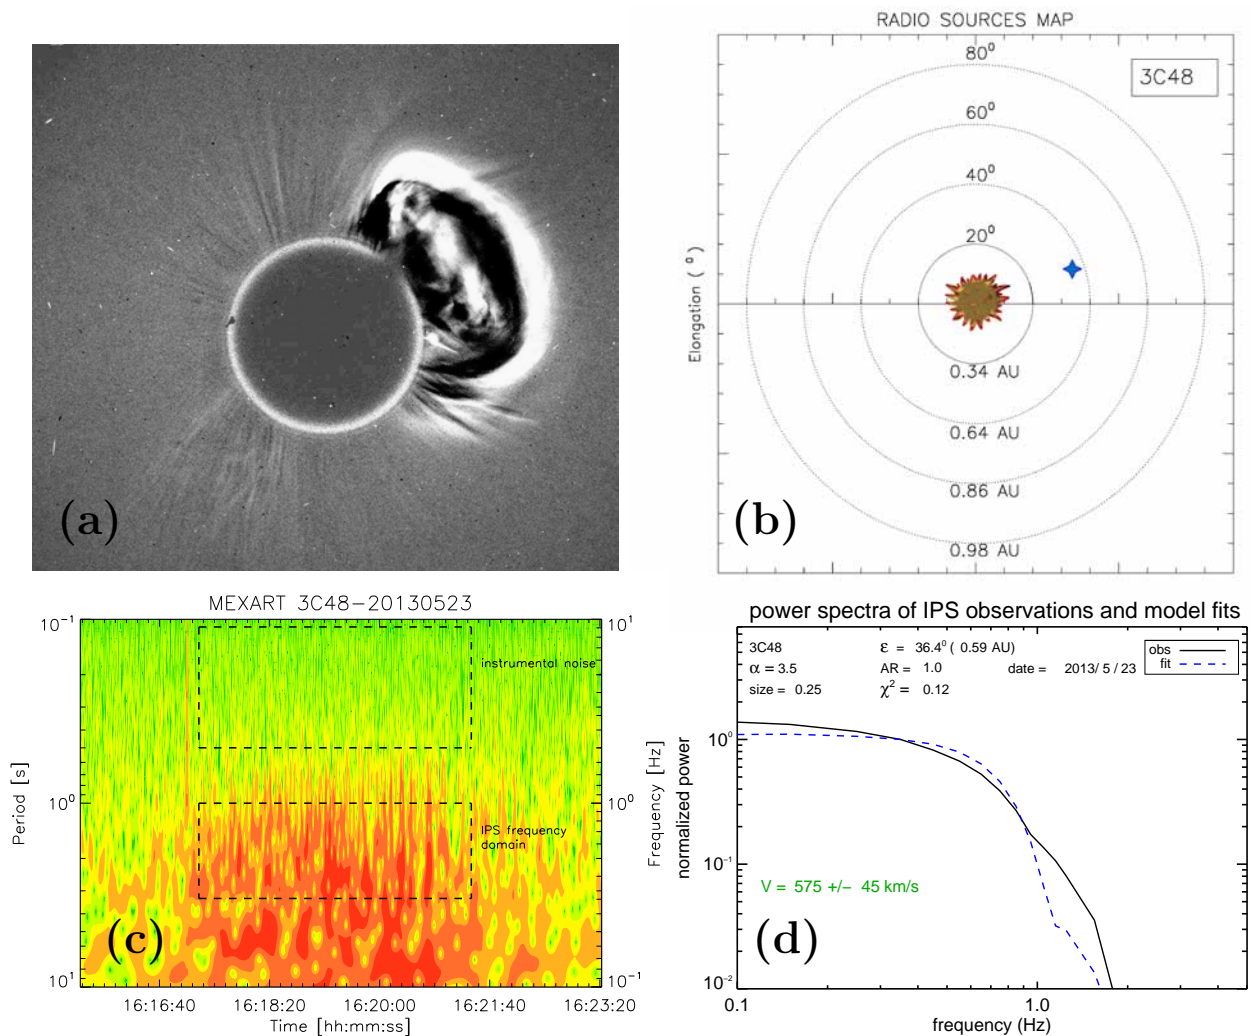 (a)
RADIO SOURCES MAP
3C48
80⁰
60⁰
40⁰
20⁰
Elongation ( ⁰ )
0.34 AU
0.64 AU
0.86 AU
0.98 AU
(b)
MEXART 3C48-20130523
10⁻¹
10⁰
10¹
Period [s]
instrumental noise
IPS frequency
domain
10¹
10⁰
10⁻¹
Frequency [Hz]
(c)
16:16:40 16:18:20 16:20:00 16:21:40 16:23:20
Time [hh:mm:ss]
power spectra of IPS observations and model fits
3C48 ε = 36.4⁰ ( 0.59 AU)
α = 3.5 AR = 1.0 date = 2013/ 5 / 23
size = 0.25 χ² = 0.12
obs
fit
10⁰
10⁻¹
10⁻²
normalized power
V = 575 +/- 45 km/s
(d)
0.1 1.0
frequency (Hz)